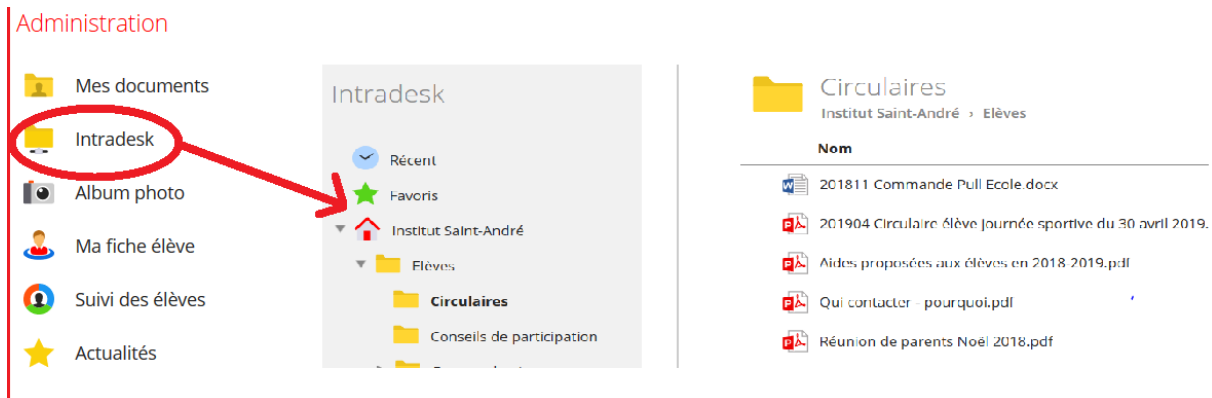 Administration
Mes documents
Intradesk
Album photo
Ma fiche élève
Suivi des élèves
Actualités
Intradesk
Récent
Favoris
Institut Saint-André
Elèves
Circulaires
Conseils de participation
Circulaires
Institut Saint-André › Elèves
Nom
201811 Commande Pull Ecole.docx
201904 Circulaire élève journée sportive du 30 avril 2019.
Aides proposées aux élèves en 2018-2019.pdf
Qui contacter - pourquoi.pdf
Réunion de parents Noël 2018.pdf